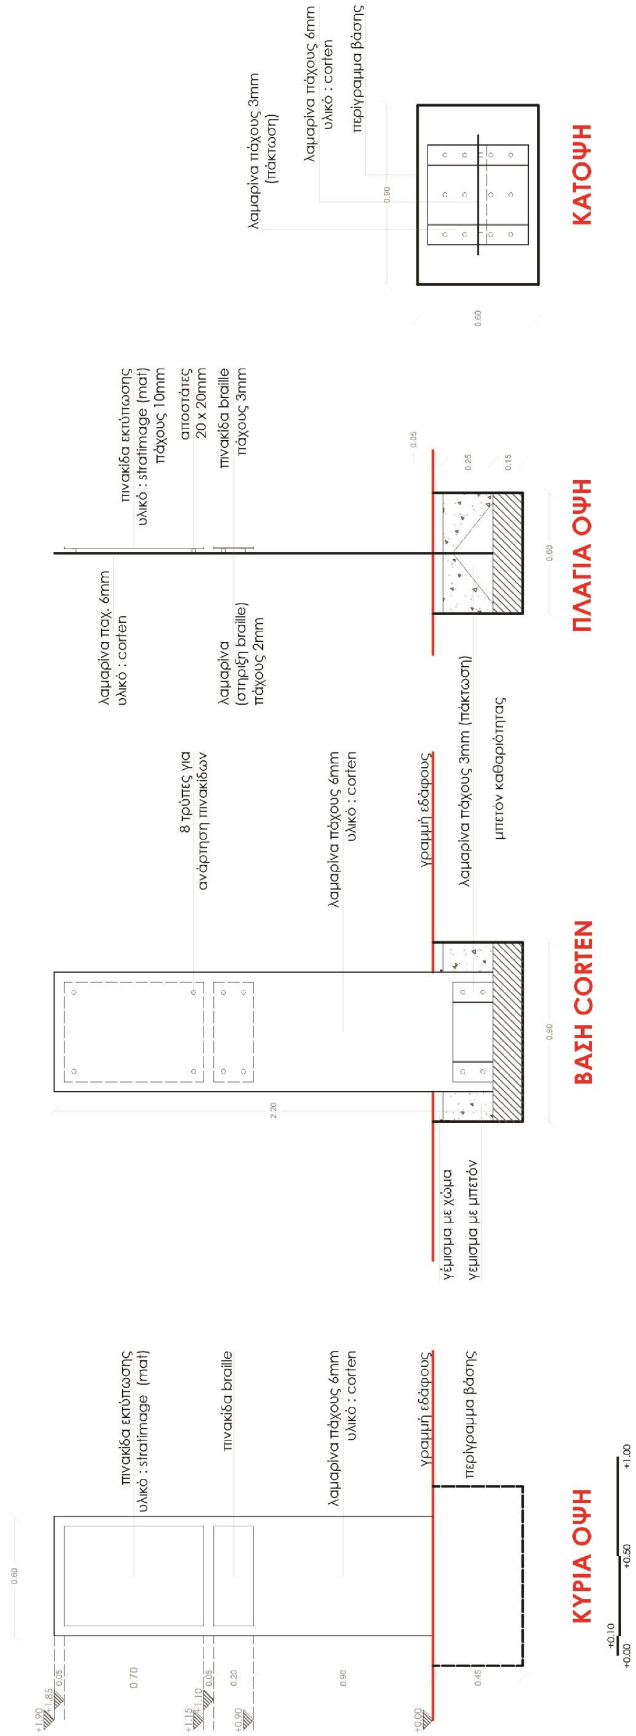 0.60
+1.90
+1.85
0.05
0.70
+1.15
+1.10
0.05
0.20
+0.90
0.90
+0.00
0.45
πινακίδα εκτύπωσης
υλικό : stratimage (mat)
πινακίδα braille
λαμαρίνα πάχους 6mm
υλικό : corten
γραμμή εδάφους
περίγραμμα βάσης
ΚΥΡΙΑ ΟΨΗ
+0.10
+0.00
+0.50
+1.00
2.20
8 τρύπες για
ανάρτηση πινακίδων
λαμαρίνα πάχους 6mm
υλικό : corten
γραμμή εδάφους
γέμισμα με χώμα
γεμισμα με μπετόν
λαμαρίνα πάχους 3mm (πάκτωση)
μπετόν καθαριότητας
0.90
ΒΑΣΗ CORTEN
λαμαρίνα παχ. 6mm
υλικό : corten
λαμαρίνα
(στηριξη braille)
πάχους 2mm
πινακίδα εκτύπωσης
υλικό : stratimage (mat)
πάχους 10mm
αποστάτες
20 x 20mm
πινακίδα braille
πάχους 3mm
0.05
0.25
0.15
0.60
ΠΛΑΓΙΑ ΟΨΗ
λαμαρίνα πάχους 3mm
(πάκτωση)
λαμαρίνα πάχους 6mm
υλικό : corten
περίγραμμα βάσης
0.90
0.60
ΚΑΤΟΨΗ